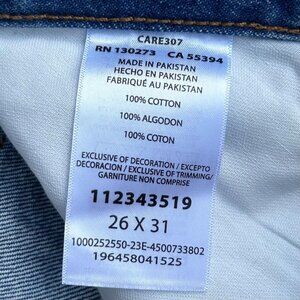 CARE307
RN 130273 CA 55394
MADE IN PAKISTAN
HECHO EN PAKISTAN
FABRIQUÉ AU PAKISTAN
100% COTTON
100% ALGODON
100% COTON
EXCLUSIVE OF DECORATION / EXCEPTO
DECORACION / EXCLUSIVE OF TRIMMING/
GARNITURE NON COMPRISE
112343519
26 X 31
1000252550-23E-4500733802
196458041525